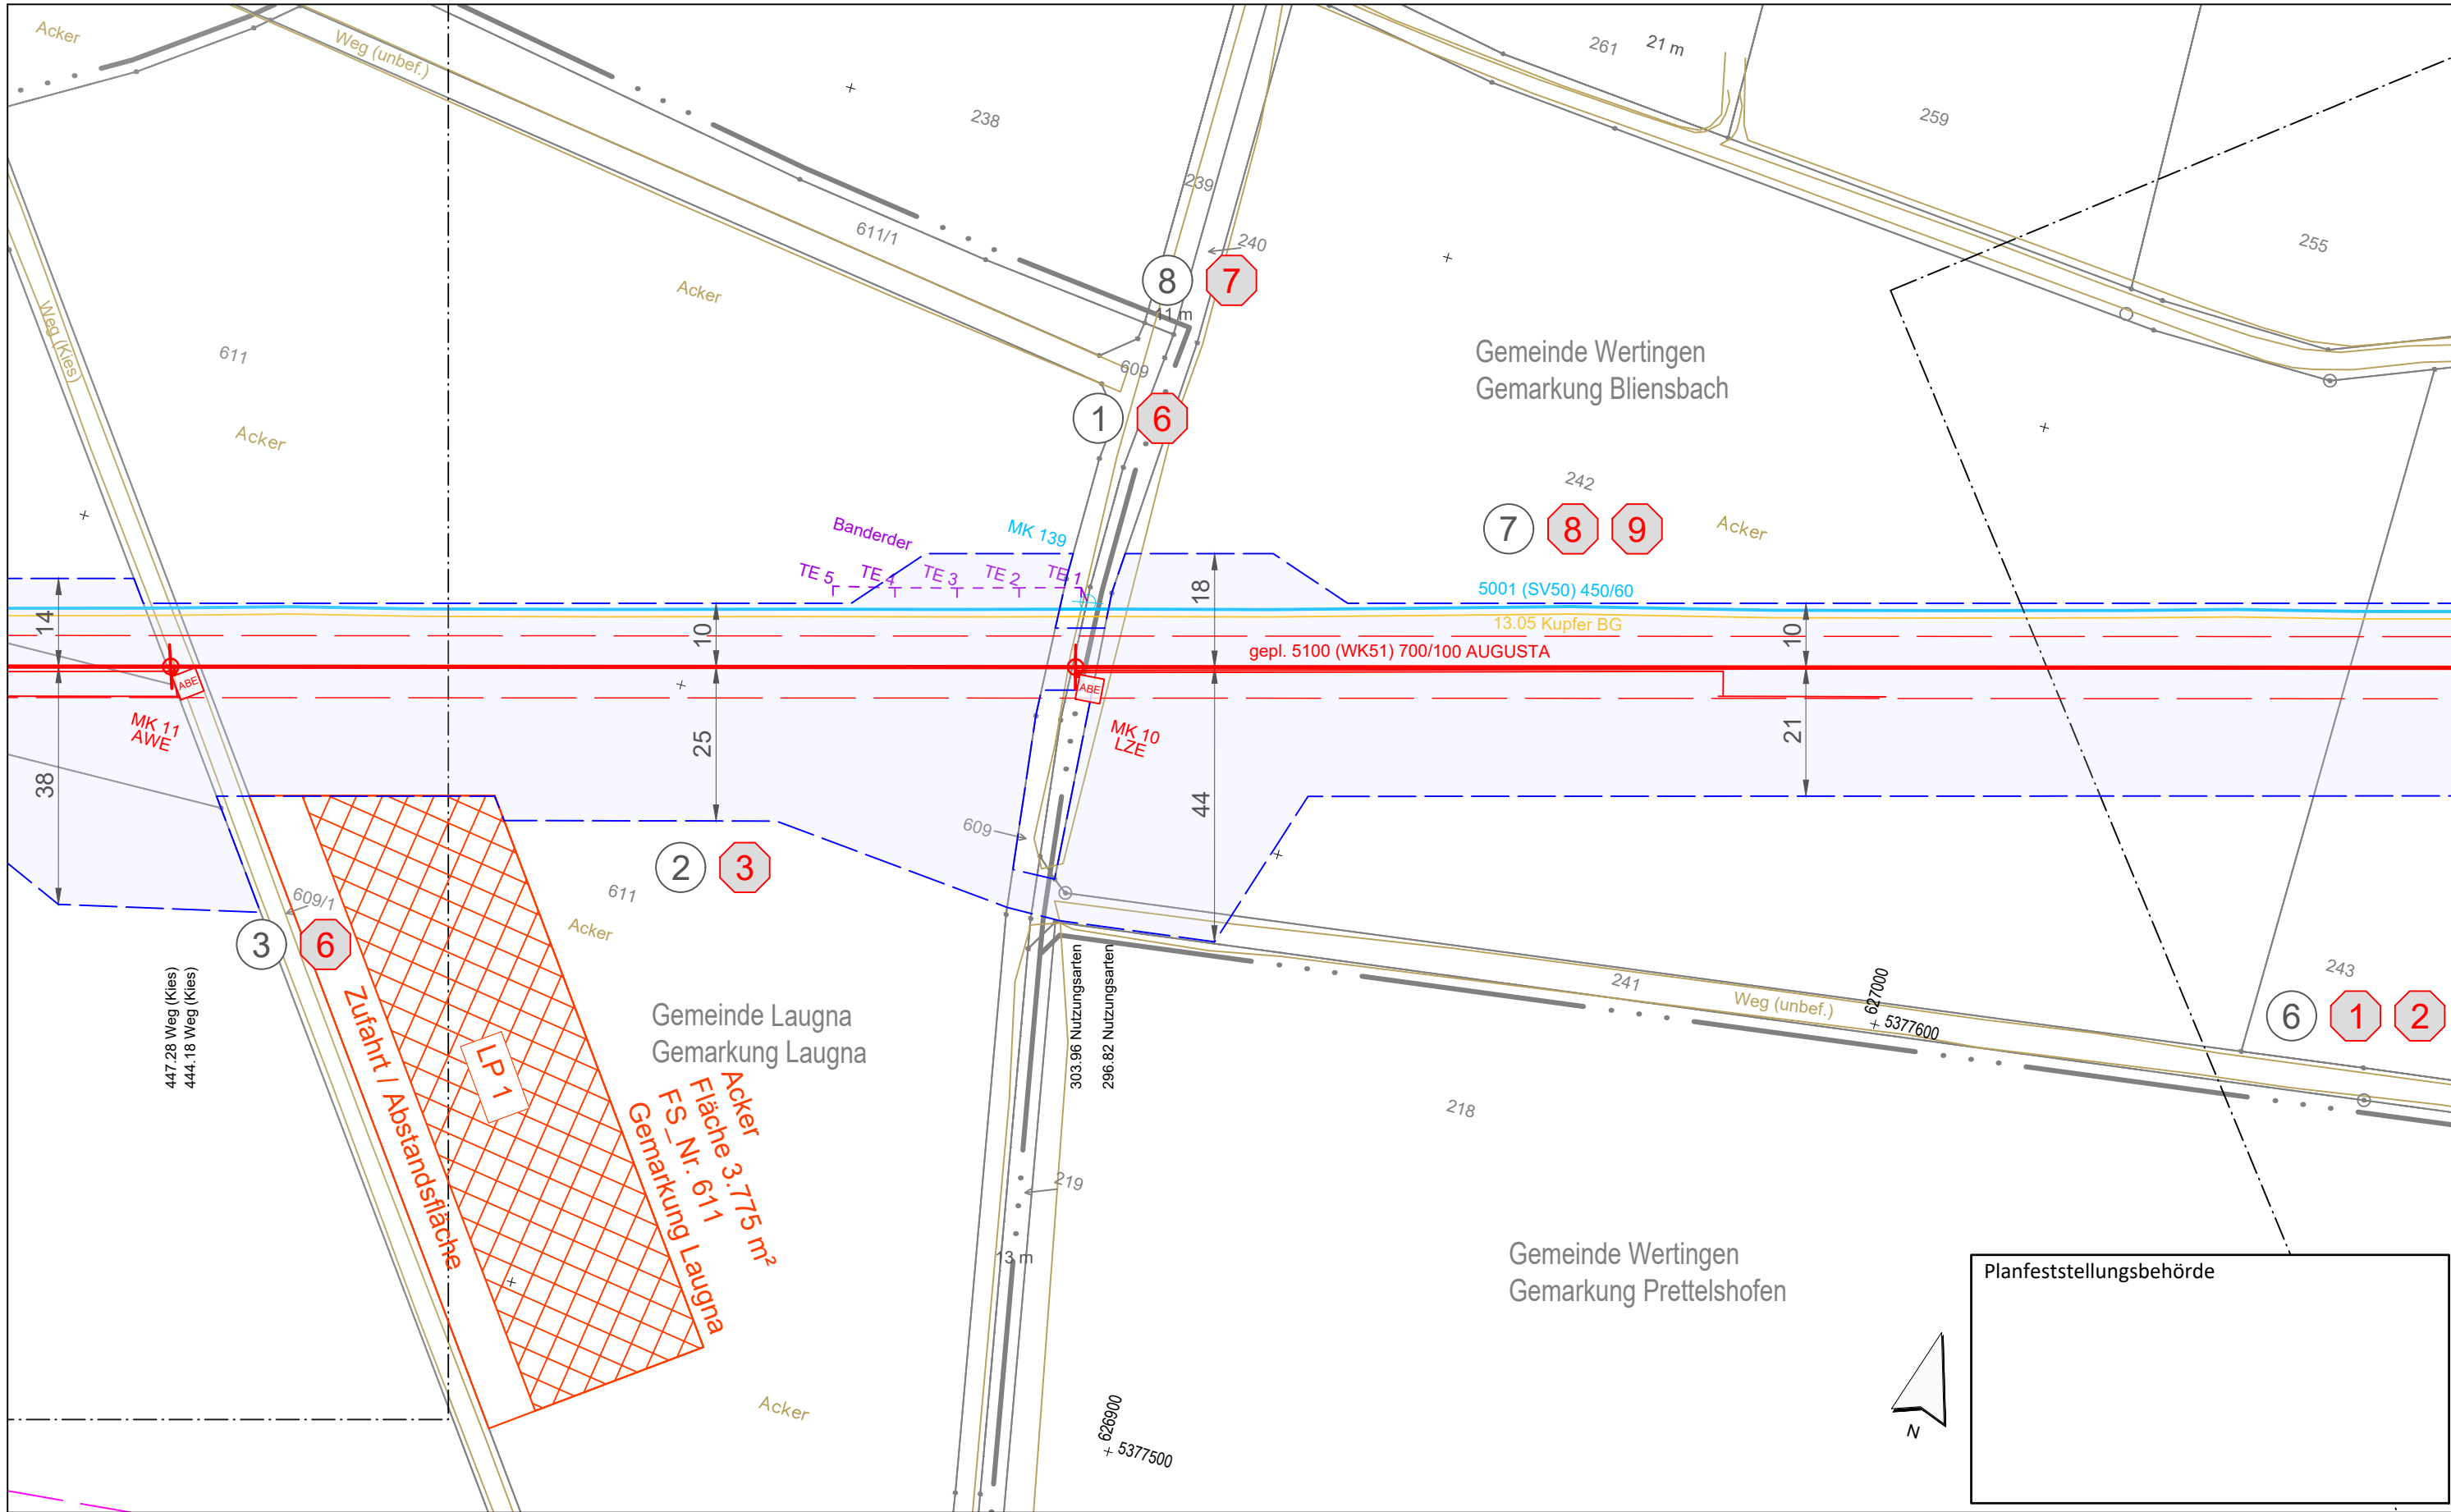 Acker
Weg (unbef.)
261
21 m
238
259
239
611/1
240
255
Acker
8
7
11 m
Weg (Kies)
611
609
Gemeinde Wertingen
Gemarkung Bliensbach
1
6
Acker
242
7
8
9
Acker
Banderder
MK 139
TE 5
TE 4
TE 3
TE 2
TE 1
18
5001 (SV50) 450/60
14
10
13.05 Kupfer BG
10
gepl. 5100 (WK51) 700/100 AUGUSTA
ABE
ABE
MK 11
AWE
25
MK 10
LZE
21
38
44
609
2
3
611
609/1
Acker
3
6
447.28 Weg (Kies)
444.18 Weg (Kies)
303.96 Nutzungsarten
296.82 Nutzungsarten
241
Weg (unbef.)
627000
5377600
243
6
1
2
Zufahrt / Abstandsfläche
LP 1
Gemeinde Laugna
Gemarkung Laugna
Acker
Fläche 3.775 m²
FS_Nr. 611
Gemarkung Laugna
218
219
13 m
Gemeinde Wertingen
Gemarkung Prettelshofen
Planfeststellungsbehörde
Acker
626900
5377500
N